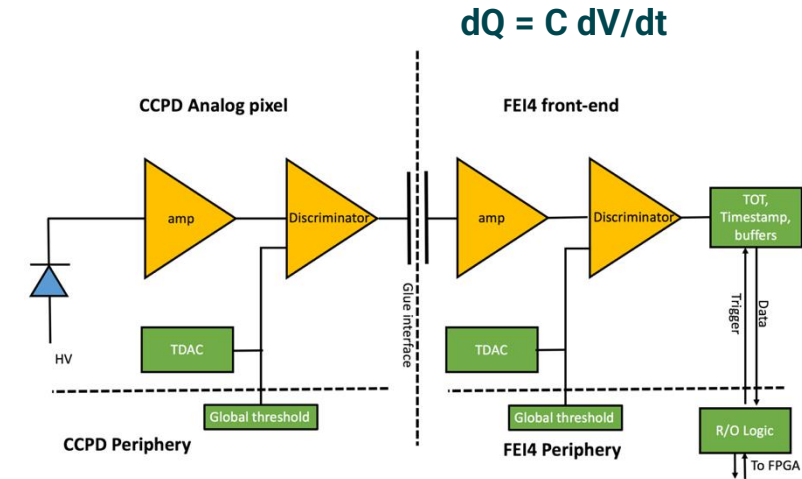 dQ = C dV/dt
CCPD Analog pixel
FEI4 front-end
amp
Discriminator
amp
Discriminator
TOT,
Timestamp,
buffers
Glue interface
Trigger
Data
HV
TDAC
TDAC
Global threshold
Global threshold
R/O Logic
CCPD Periphery
FEI4 Periphery
To FPGA